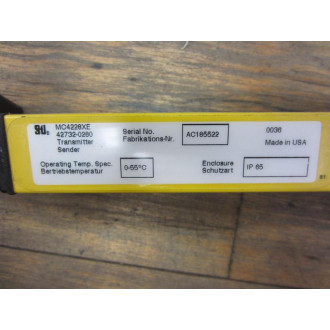 MC4228XE
42732-0280
Transmitter
Sender
Serial No.
Fabrikations-Nr.
AC185522
0036
Made in USA
Operating Temp. Spec.
Betriebstemperatur
0-55°C
Enclosure
Schutzart
IP 65